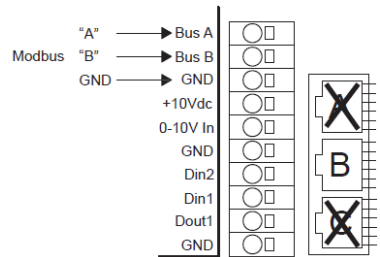 “A” Bus A
Modbus “B” Bus B
GND GND
+10Vdc
0-10V In
GND
Din2
Din1
Dout1
GND
A
B
C